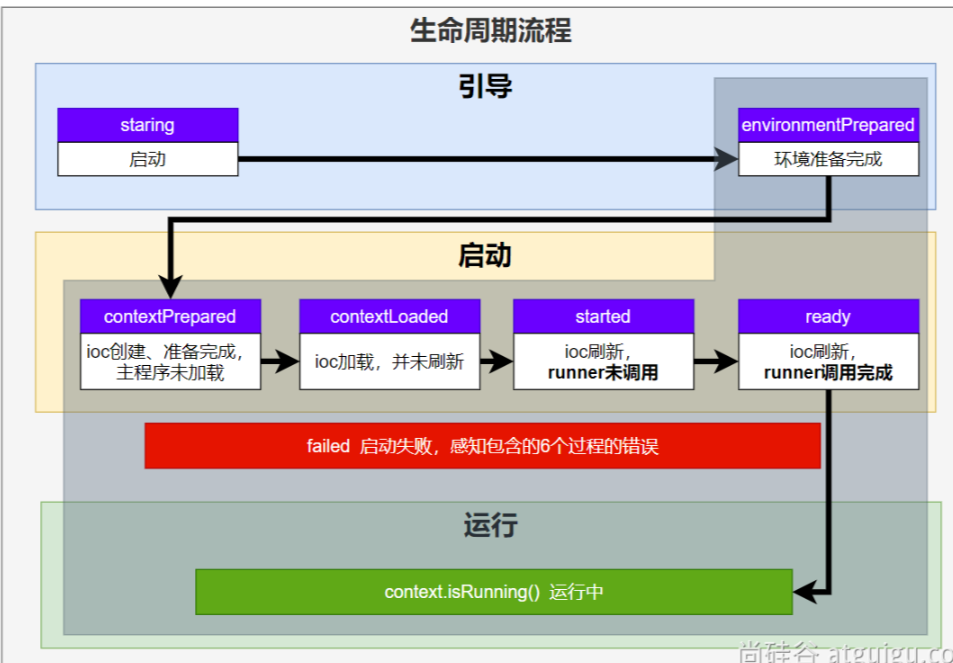 生命周期流程
引导
staring
启动
environmentPrepared
环境准备完成
启动
contextPrepared
ioc创建、准备完成，
主程序未加载
contextLoaded
ioc加载，并未刷新
started
ioc刷新，
runner未调用
ready
ioc刷新，
runner调用完成
failed 启动失败，感知包含的6个过程的错误
运行
context.isRunning() 运行中
尚硅谷 atguigu.co